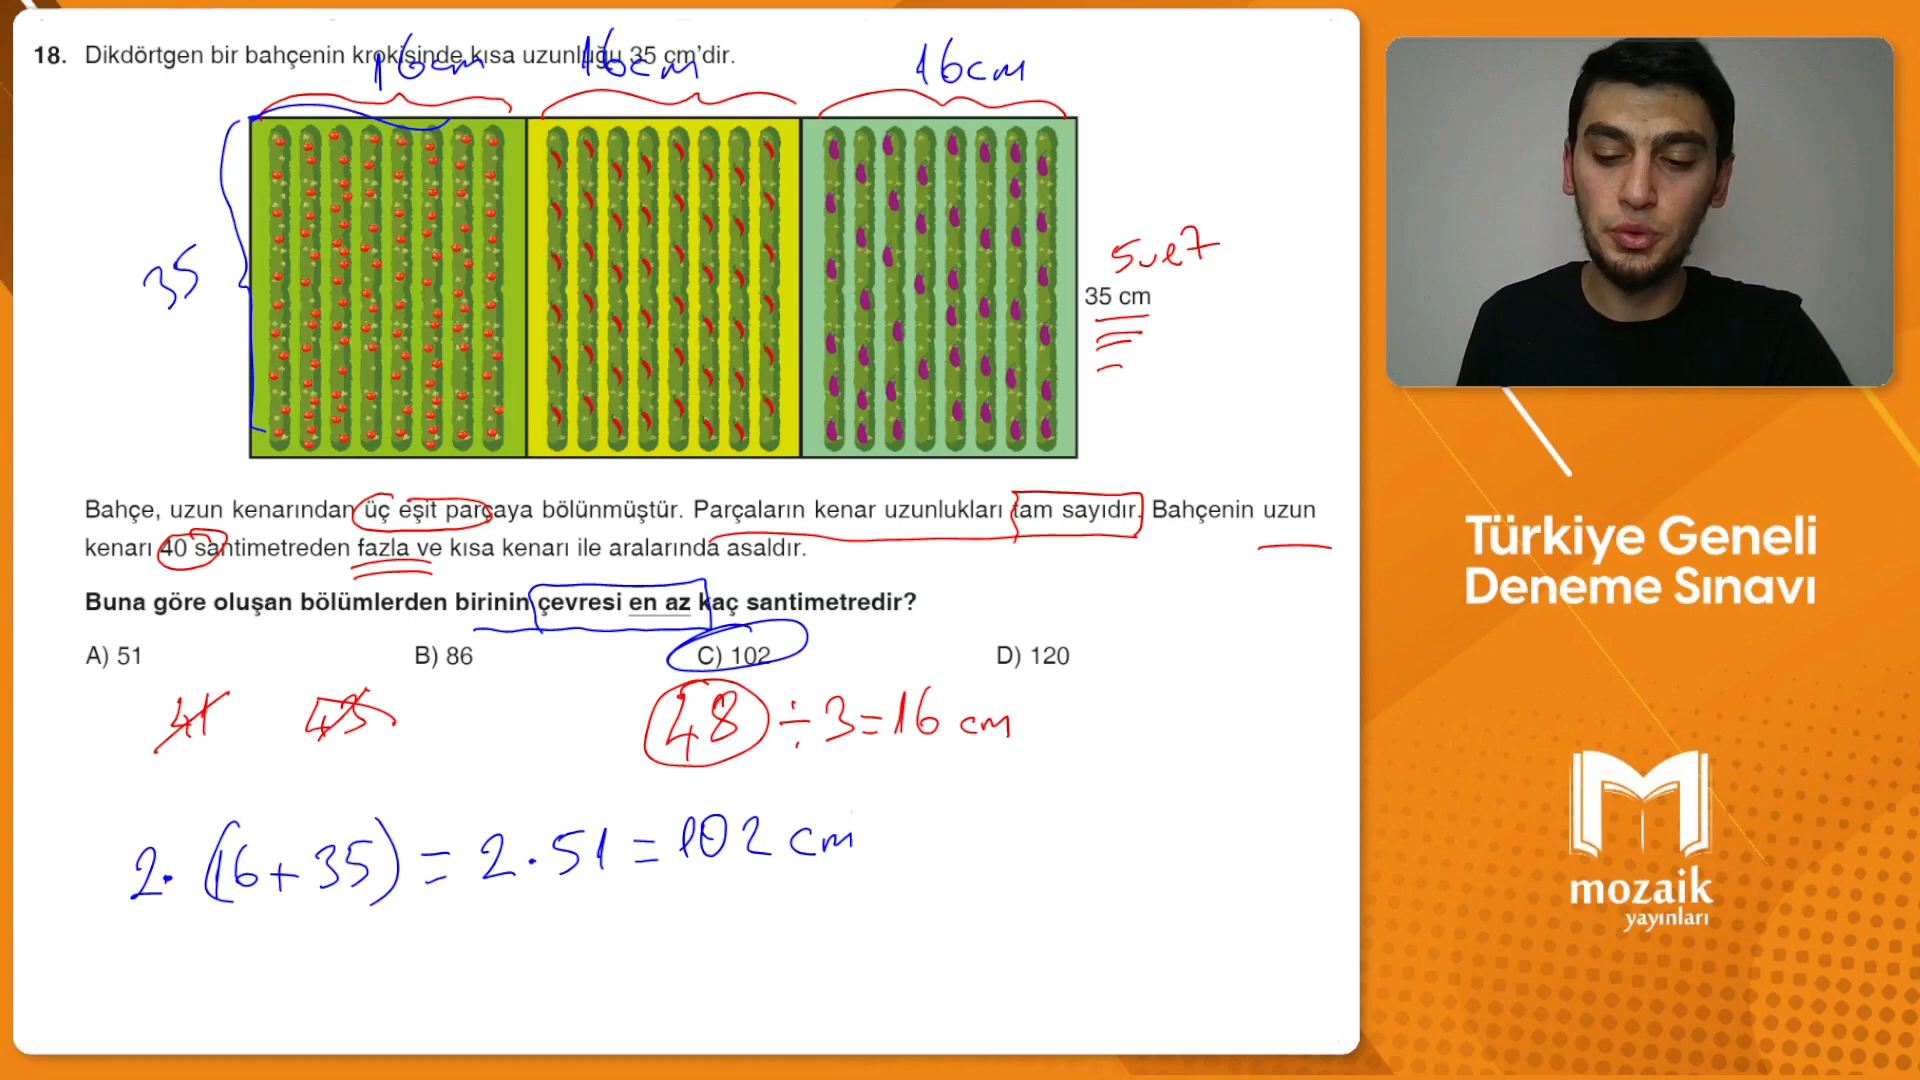 18. Dikdörtgen bir bahçenin krokisinde kısa uzunluğu 35 cm'dir.
16cm 16cm 16cm
35
5ve7
35 cm
Bahçe, uzun kenarından üç eşit parçaya bölünmüştür. Parçaların kenar uzunlukları tam sayıdır. Bahçenin uzun
kenarı 40 santimetreden fazla ve kısa kenarı ile aralarında asaldır.
Buna göre oluşan bölümlerden birinin çevresi en az kaç santimetredir?
A) 51 B) 86 C) 102 D) 120
41 43 48 ÷ 3 = 16 cm
2. (16+35) = 2.51 = 102 cm
Türkiye Geneli
Deneme Sınavı
mozaik
yayınları